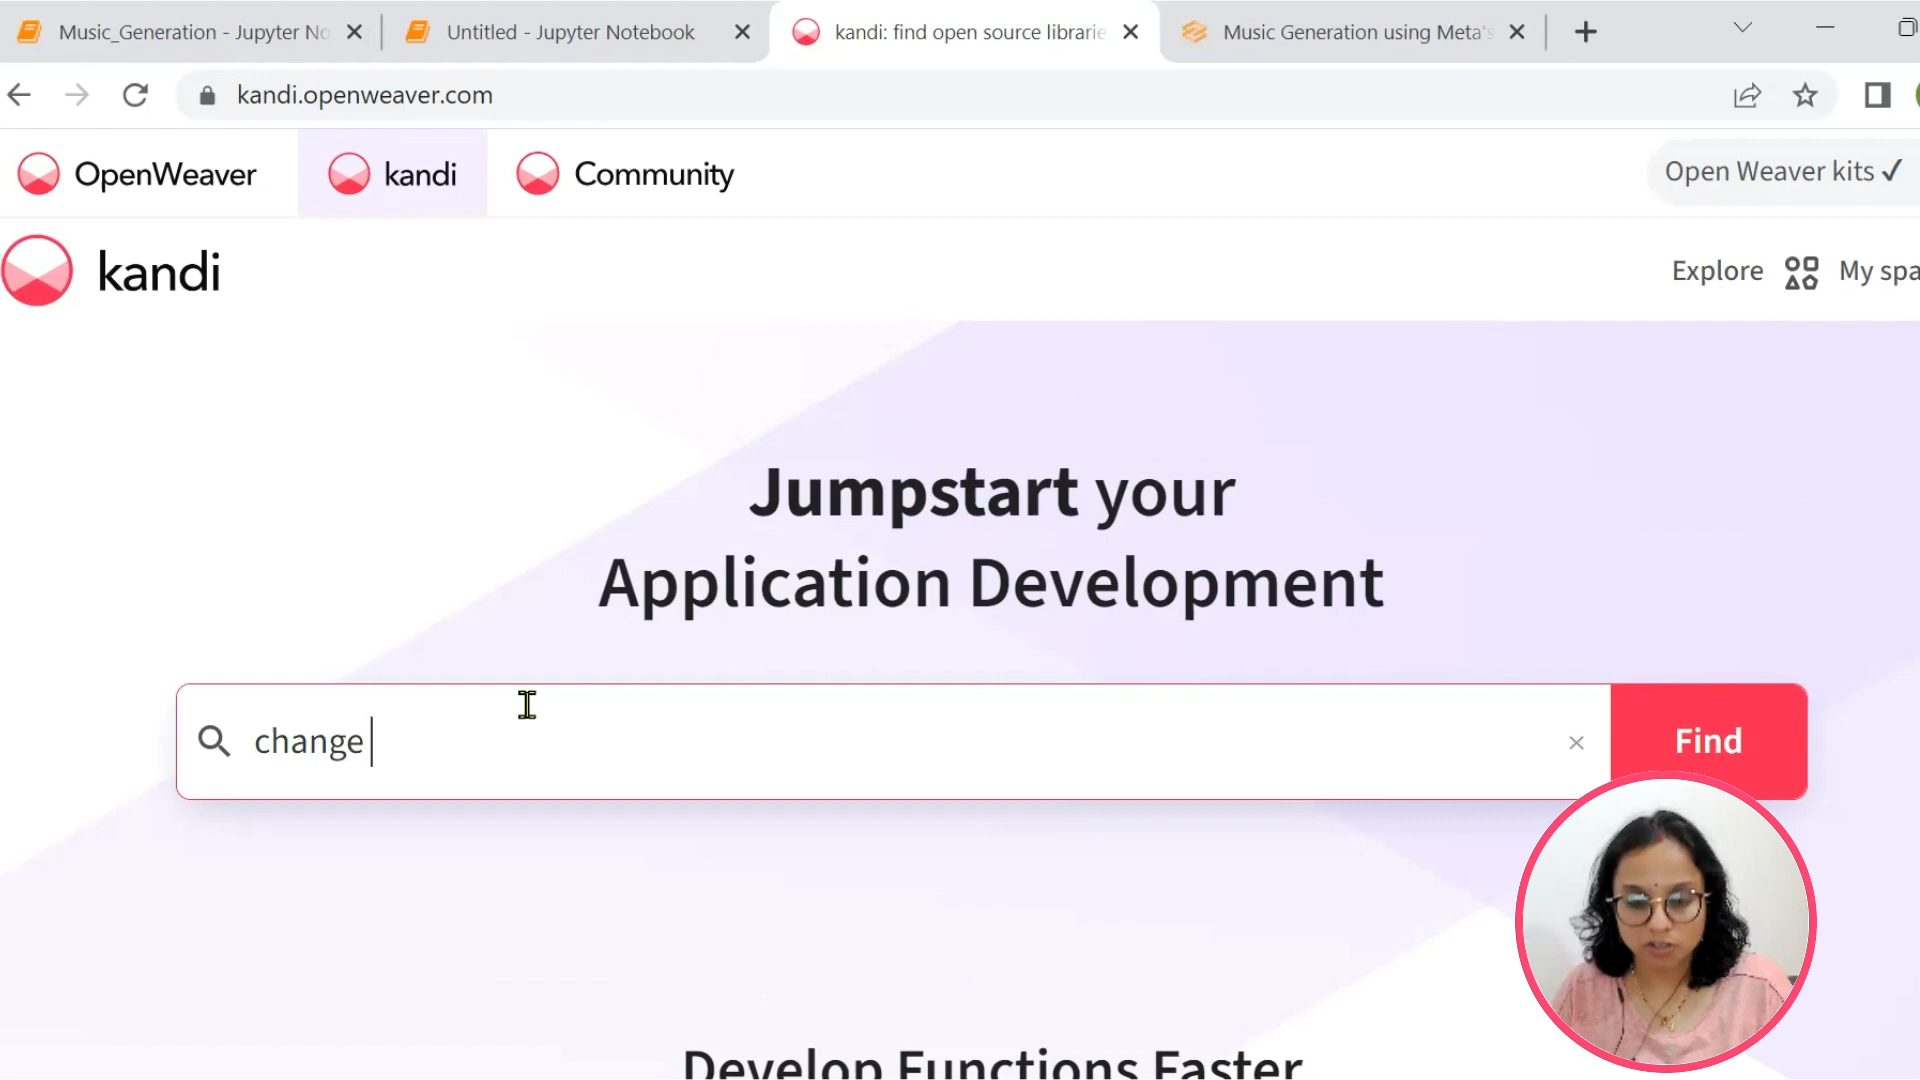 Music_Generation - Jupyter No
Untitled - Jupyter Notebook
kandi: find open source librarie
Music Generation using Meta's
kandi.openweaver.com
OpenWeaver
kandi
Community
Open Weaver kits ✓
kandi
Explore
My spa
Jumpstart your
Application Development
change
Find
Develop Functions Faster